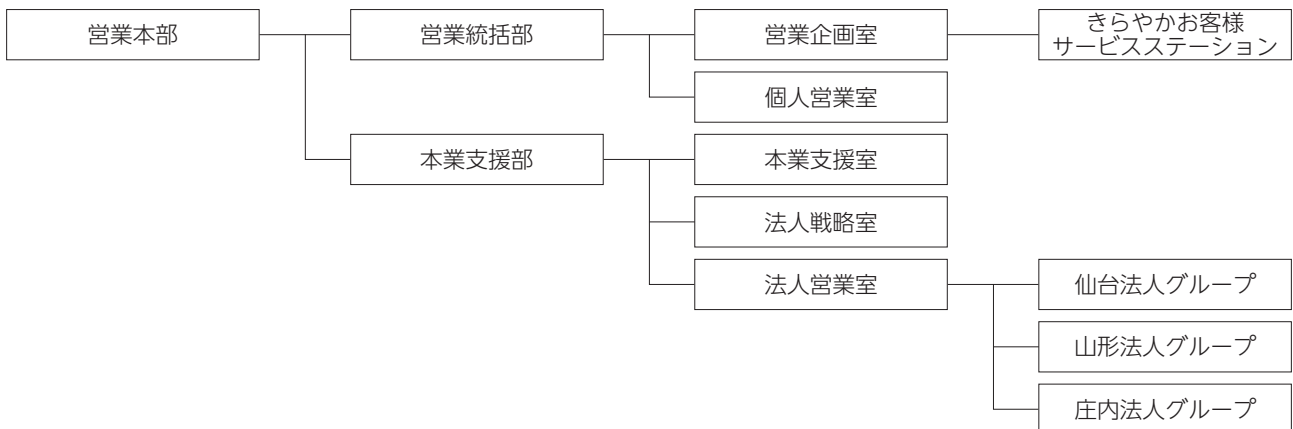 営業本部
営業統括部
営業企画室
きらやかお客様
サービスステーション
個人営業室
本業支援部
本業支援室
法人戦略室
法人営業室
仙台法人グループ
山形法人グループ
庄内法人グループ